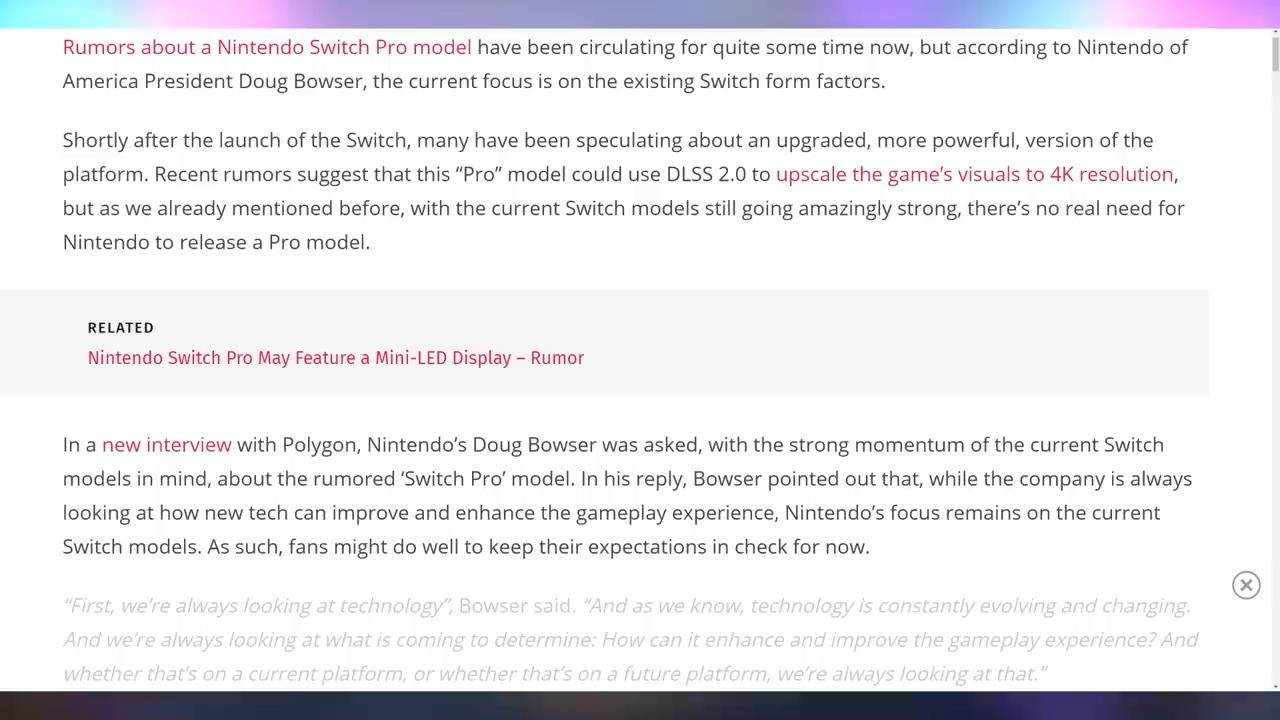 Rumors about a Nintendo Switch Pro model have been circulating for quite some time now, but according to Nintendo of
America President Doug Bowser, the current focus is on the existing Switch form factors.
Shortly after the launch of the Switch, many have been speculating about an upgraded, more powerful, version of the
platform. Recent rumors suggest that this “Pro” model could use DLSS 2.0 to upscale the game’s visuals to 4K resolution,
but as we already mentioned before, with the current Switch models still going amazingly strong, there’s no real need for
Nintendo to release a Pro model.
RELATED
Nintendo Switch Pro May Feature a Mini-LED Display – Rumor
In a new interview with Polygon, Nintendo’s Doug Bowser was asked, with the strong momentum of the current Switch
models in mind, about the rumored ‘Switch Pro’ model. In his reply, Bowser pointed out that, while the company is always
looking at how new tech can improve and enhance the gameplay experience, Nintendo’s focus remains on the current
Switch models. As such, fans might do well to keep their expectations in check for now.
“First, we’re always looking at technology”, Bowser said. “And as we know, technology is constantly evolving and changing.
And we’re always looking at what is coming to determine: How can it enhance and improve the gameplay experience? And
whether that’s on a current platform, or whether that’s on a future platform, we’re always looking at that.”